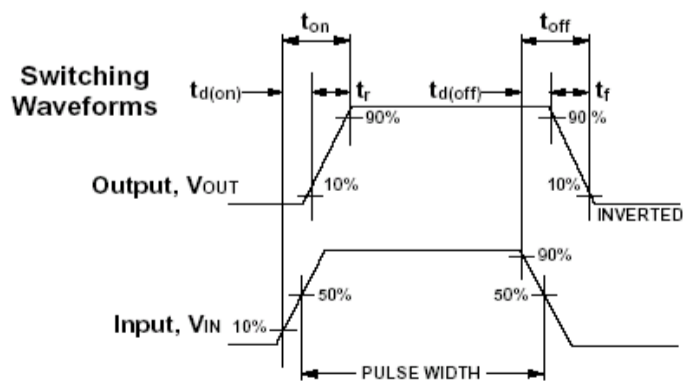 ton toff
Switching
Waveforms
td(on) tr td(off) tf
90% 90 %
Output, VOUT 10% 10%
INVERTED
90%
50% 50%
Input, VIN 10%
PULSE WIDTH